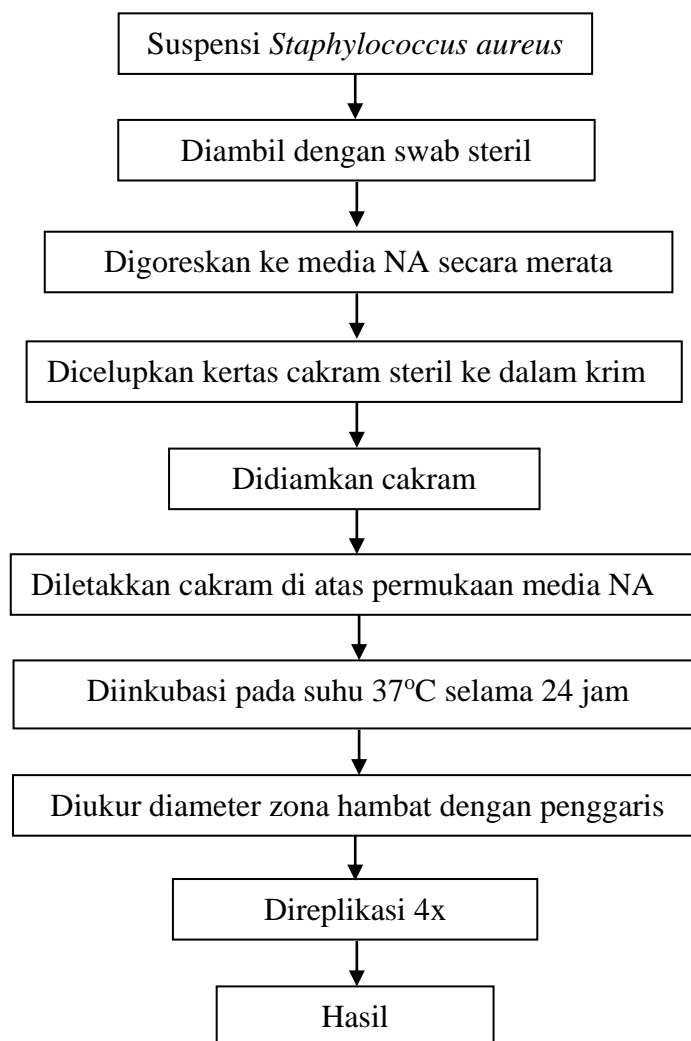 Suspensi Staphylococcus aureus
Diambil dengan swab steril
Digoreskan ke media NA secara merata
Dicelupkan kertas cakram steril ke dalam krim
Didiamkan cakram
Diletakkan cakram di atas permukaan media NA
Diinkubasi pada suhu 37°C selama 24 jam
Diukur diameter zona hambat dengan penggaris
Direplikasi 4x
Hasil